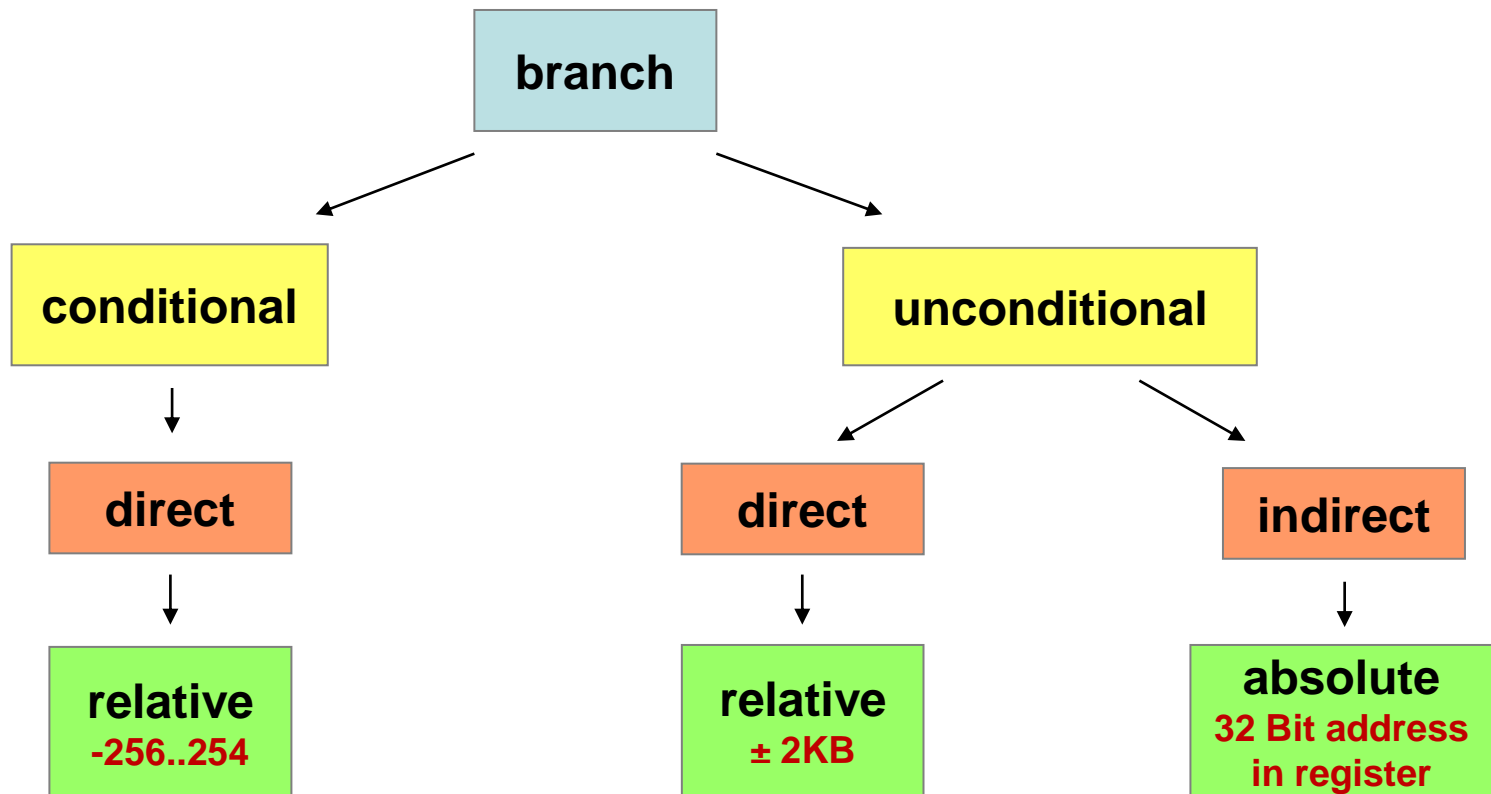 branch
conditional
unconditional
direct
direct
indirect
relative
-256..254
relative
± 2KB
absolute
32 Bit address
in register